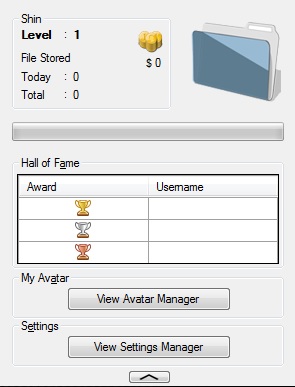 Shin
Level : 1
File Stored
$ 0
Today : 0
Total : 0
Hall of Fame
Award Username
My Avatar
View Avatar Manager
Settings
View Settings Manager